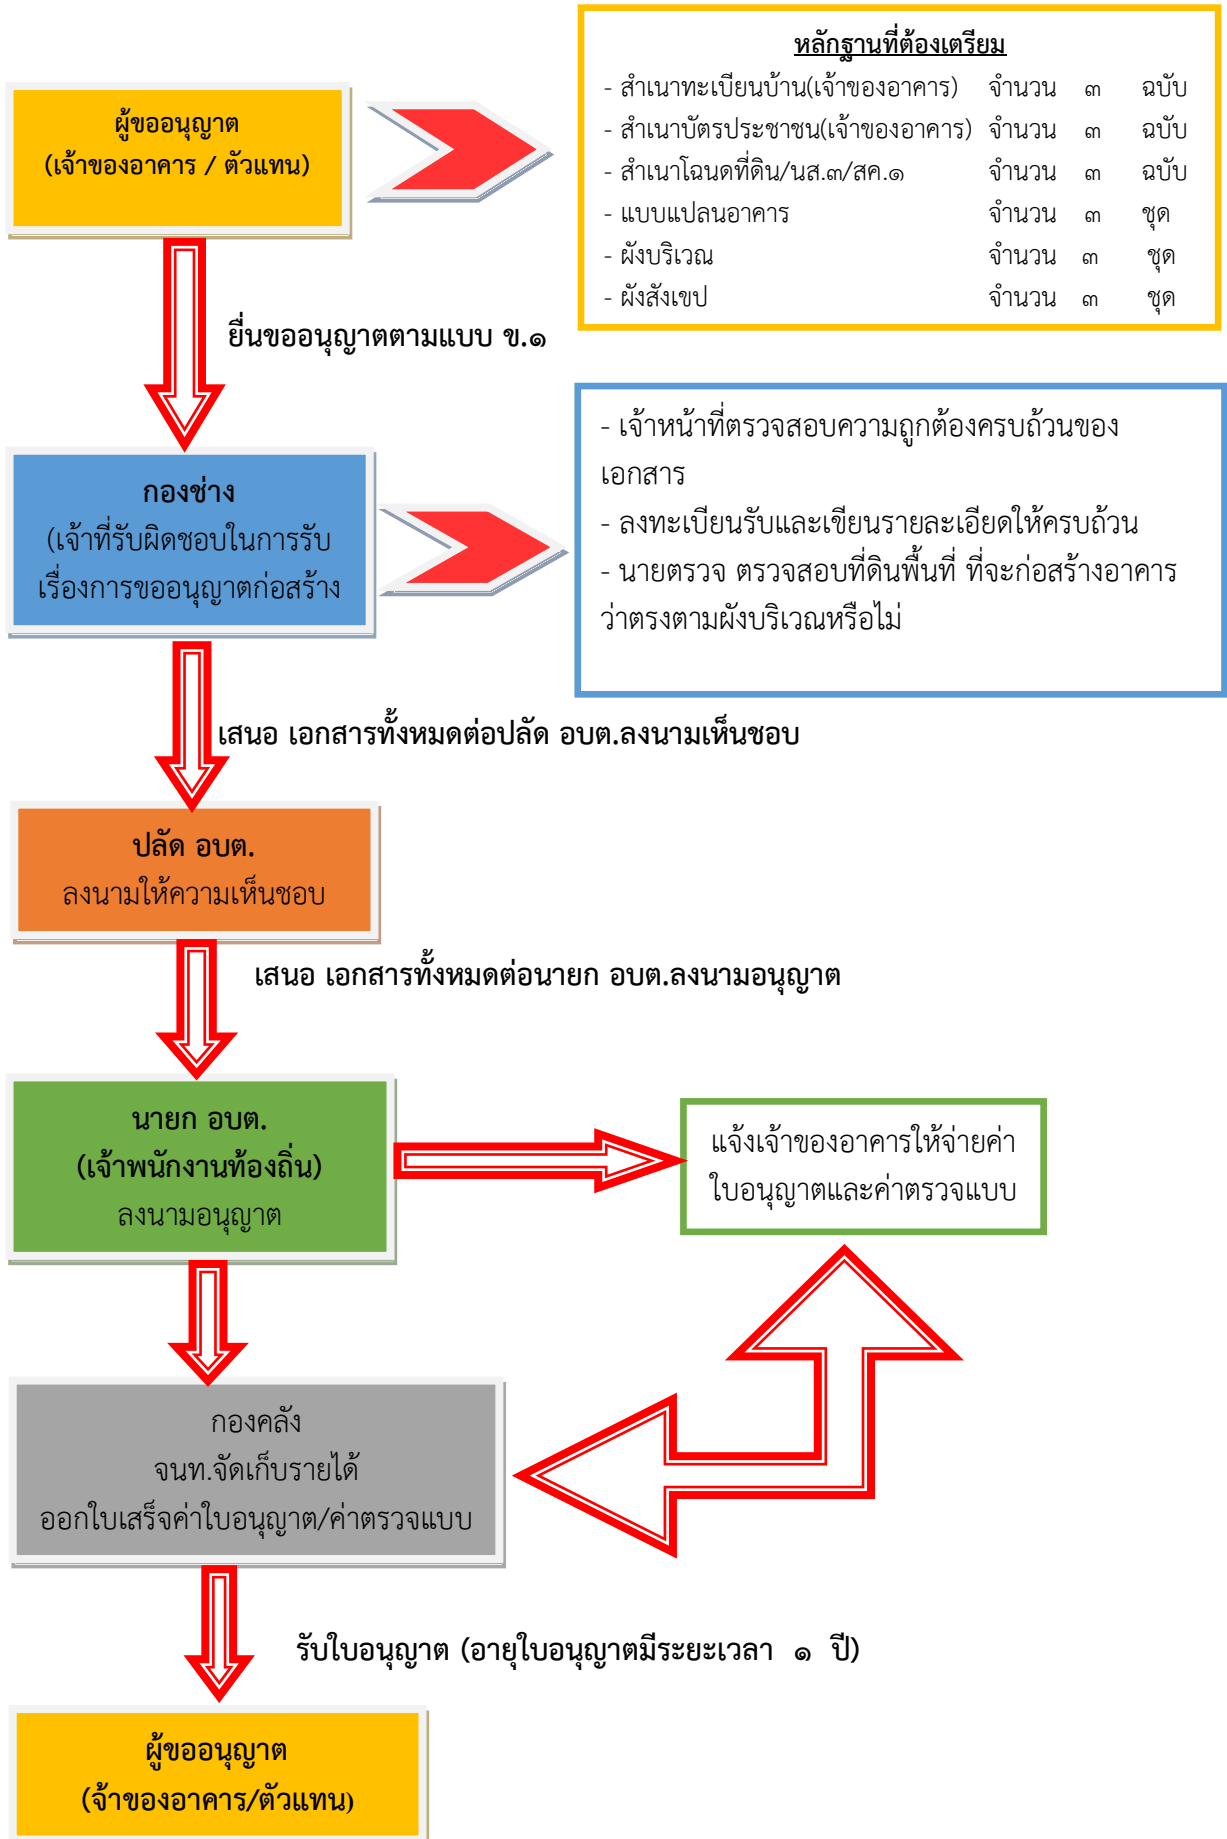 หลักฐานที่ต้องเตรียม
- สำเนาทะเบียนบ้าน(เจ้าของอาคาร) จำนวน ๓ ฉบับ
- สำเนาบัตรประชาชน(เจ้าของอาคาร) จำนวน ๓ ฉบับ
- สำเนาโฉนดที่ดิน/นส.๓/สค.๑ จำนวน ๓ ฉบับ
- แบบแปลนอาคาร จำนวน ๓ ชุด
- ผังบริเวณ จำนวน ๓ ชุด
- ผังสังเขป จำนวน ๓ ชุด
ผู้ขออนุญาต
(เจ้าของอาคาร / ตัวแทน)
ยื่นขออนุญาตตามแบบ ข.๑
กองช่าง
(เจ้าที่รับผิดชอบในการรับ
เรื่องการขออนุญาตก่อสร้าง
- เจ้าหน้าที่ตรวจสอบความถูกต้องครบถ้วนของ
เอกสาร
- ลงทะเบียนรับและเขียนรายละเอียดให้ครบถ้วน
- นายตรวจ ตรวจสอบที่ดินพื้นที่ ที่จะก่อสร้างอาคาร
ว่าตรงตามผังบริเวณหรือไม่
เสนอ เอกสารทั้งหมดต่อปลัด อบต.ลงนามเห็นชอบ
ปลัด อบต.
ลงนามให้ความเห็นชอบ
เสนอ เอกสารทั้งหมดต่อนายก อบต.ลงนามอนุญาต
นายก อบต.
(เจ้าพนักงานท้องถิ่น)
ลงนามอนุญาต
แจ้งเจ้าของอาคารให้จ่ายค่า
ใบอนุญาตและค่าตรวจแบบ
กองคลัง
จนท.จัดเก็บรายได้
ออกใบเสร็จค่าใบอนุญาต/ค่าตรวจแบบ
รับใบอนุญาต (อายุใบอนุญาตมีระยะเวลา ๑ ปี)
ผู้ขออนุญาต
(จ้าของอาคาร/ตัวแทน)